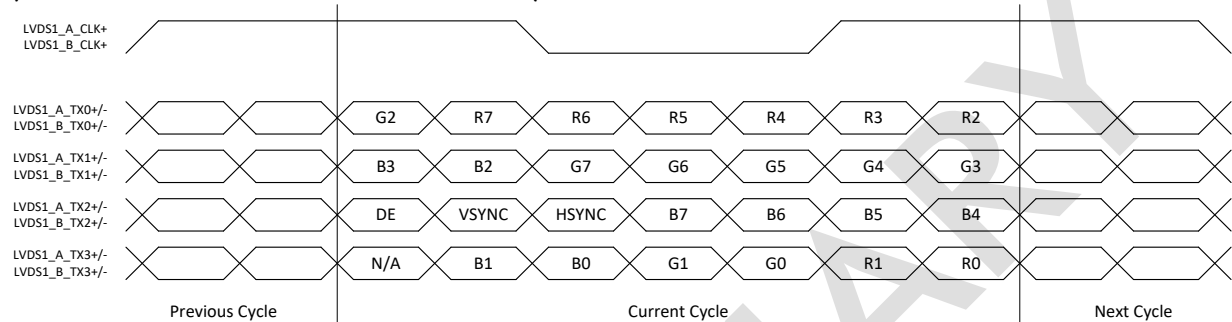 LVDS1_A_CLK+
LVDS1_B_CLK+
LVDS1_A_TX0+/-
LVDS1_B_TX0+/-
G2 R7 R6 R5 R4 R3 R2
LVDS1_A_TX1+/-
LVDS1_B_TX1+/-
B3 B2 G7 G6 G5 G4 G3
LVDS1_A_TX2+/-
LVDS1_B_TX2+/-
DE VSYNC HSYNC B7 B6 B5 B4
LVDS1_A_TX3+/-
LVDS1_B_TX3+/-
N/A B1 B0 G1 G0 R1 R0
Previous Cycle Current Cycle Next Cycle